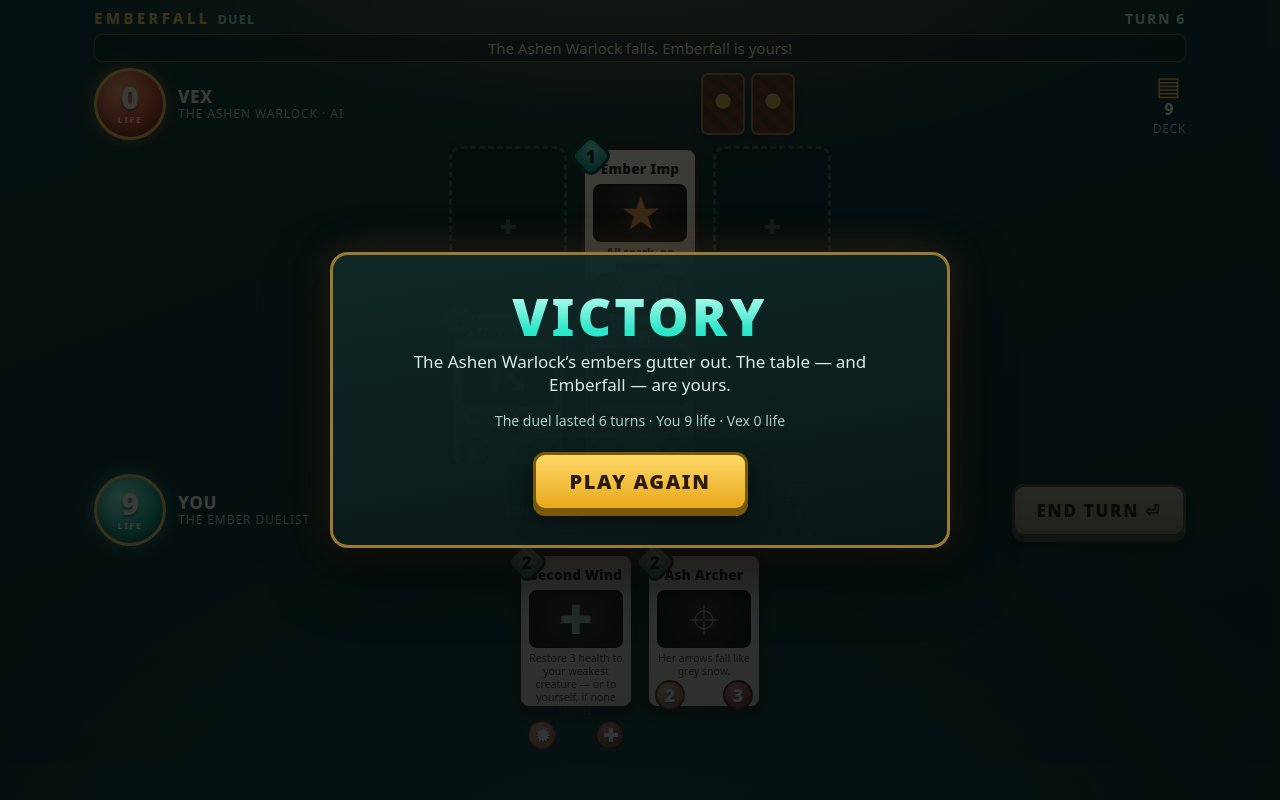 EMBERFALL DUEL
TURN 6
The Ashen Warlock falls. Emberfall is yours!
0
LIFE
VEX
THE ASHEN WARLOCK · AI
9
DECK
1
Ember Imp
VICTORY
The Ashen Warlock’s embers gutter out. The table — and
Emberfall — are yours.
The duel lasted 6 turns · You 9 life · Vex 0 life
PLAY AGAIN
9
LIFE
YOU
THE EMBER DUELIST
END TURN ⏎
2
Second Wind
Restore 3 health to
your weakest
creature — or to
yourself, if none
2
Ash Archer
Her arrows fall like
grey snow.
2
3